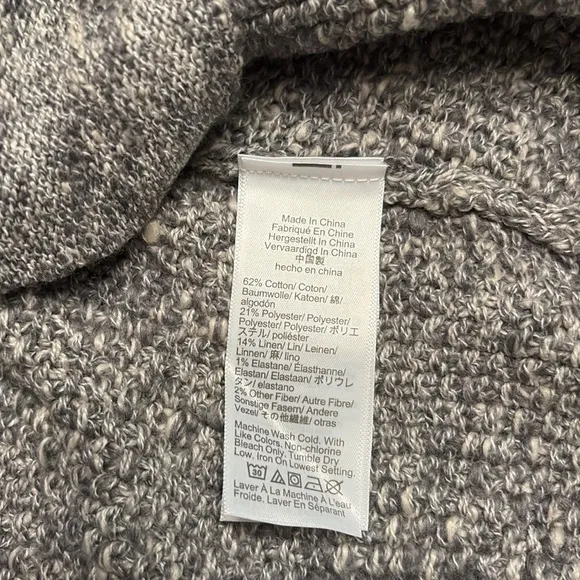 Made In China
Fabriqué En Chine
Hergestellt In China
Vervaardigd In China
中国製
hecho en china
62% Cotton/ Coton/
Baumwolle/ Katoen/ 綿/
algodón
21% Polyester/ Polyester/
Polyester/ Polyester/ ポリエ
ステル/ poliéster
14% Linen/ Lin/ Leinen/
Linnen/ 麻/ lino
1% Elastane/ Élasthanne/
Elastan/ Elastaan/ ポリウレ
タン/ elastano
2% Other Fiber/ Autre Fibre/
Sonstige Fasern/ Andere
Vezel/ その他繊維/ otras
Machine Wash Cold. With
Like Colors. Non-chlorine
Bleach Only. Tumble Dry
Low. Iron On Lowest Setting.
30
Laver À La Machine À L'eau
Froide. Laver En Séparant